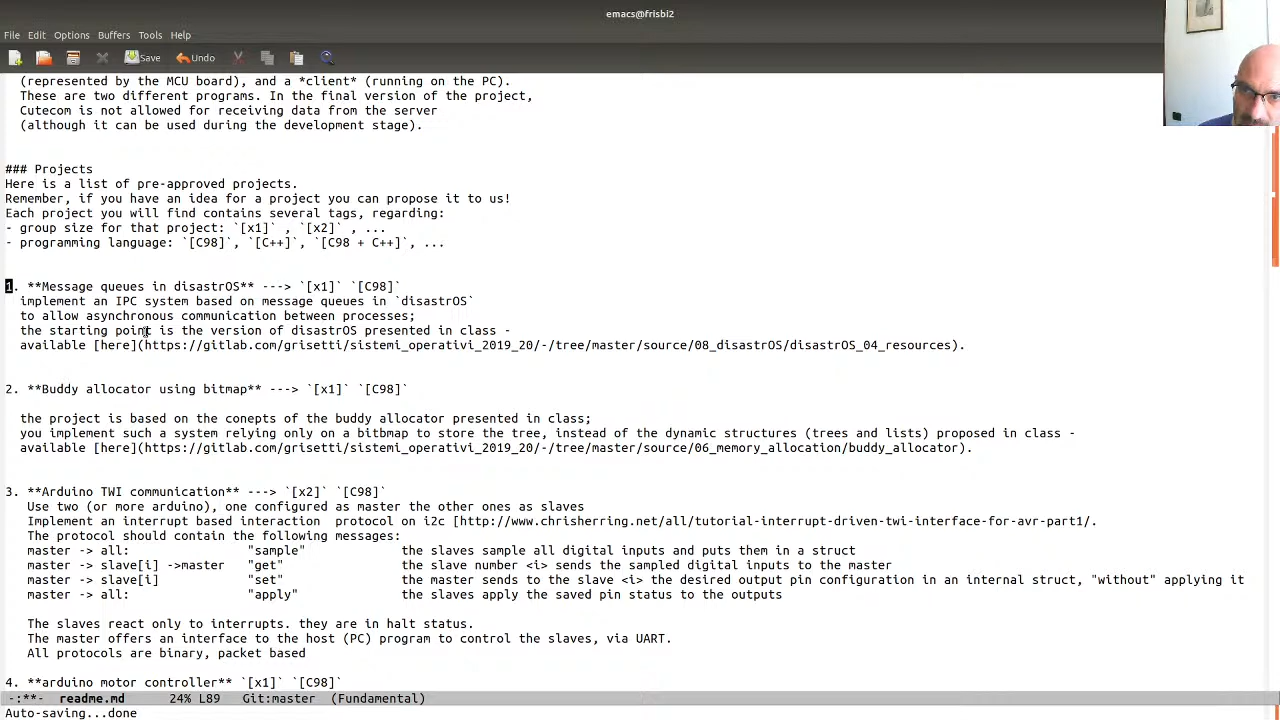 emacs@frisbi2
File Edit Options Buffers Tools Help
Save Undo
(represented by the MCU board), and a *client* (running on the PC).
These are two different programs. In the final version of the project,
Cutecom is not allowed for receiving data from the server
(although it can be used during the development stage).
### Projects
Here is a list of pre-approved projects.
Remember, if you have an idea for a project you can propose it to us!
Each project you will find contains several tags, regarding:
- group size for that project: `[x1]` , `[x2]` , ...
- programming language: `[C98]`, `[C++]`, `[C98 + C++]`, ...
1. **Message queues in disastrOS** ---> `[x1]` `[C98]`
implement an IPC system based on message queues in `disastrOS`
to allow asynchronous communication between processes;
the starting point is the version of disastrOS presented in class -
available [here](https://gitlab.com/grisetti/sistemi_operativi_2019_20/-/tree/master/source/08_disastrOS/disastrOS_04_resources).
2. **Buddy allocator using bitmap** ---> `[x1]` `[C98]`
the project is based on the conepts of the buddy allocator presented in class;
you implement such a system relying only on a bitbmap to store the tree, instead of the dynamic structures (trees and lists) proposed in class -
available [here](https://gitlab.com/grisetti/sistemi_operativi_2019_20/-/tree/master/source/06_memory_allocation/buddy_allocator).
3. **Arduino TWI communication** ---> `[x2]` `[C98]`
Use two (or more arduino), one configured as master the other ones as slaves
Implement an interrupt based interaction  protocol on i2c [http://www.chrisherring.net/all/tutorial-interrupt-driven-twi-interface-for-avr-part1/.
The protocol should contain the following messages:
master -> all: "sample" the slaves sample all digital inputs and puts them in a struct
master -> slave[i] ->master "get" the slave number <i> sends the sampled digital inputs to the master
master -> slave[i] "set" the master sends to the slave <i> the desired output pin configuration in an internal struct, "without" applying it
master -> all: "apply" the slaves apply the saved pin status to the outputs
The slaves react only to interrupts. they are in halt status.
The master offers an interface to the host (PC) program to control the slaves, via UART.
All protocols are binary, packet based
4. **arduino motor controller** `[x1]` `[C98]`
-:**- readme.md 24% L89 Git:master (Fundamental)
Auto-saving...done